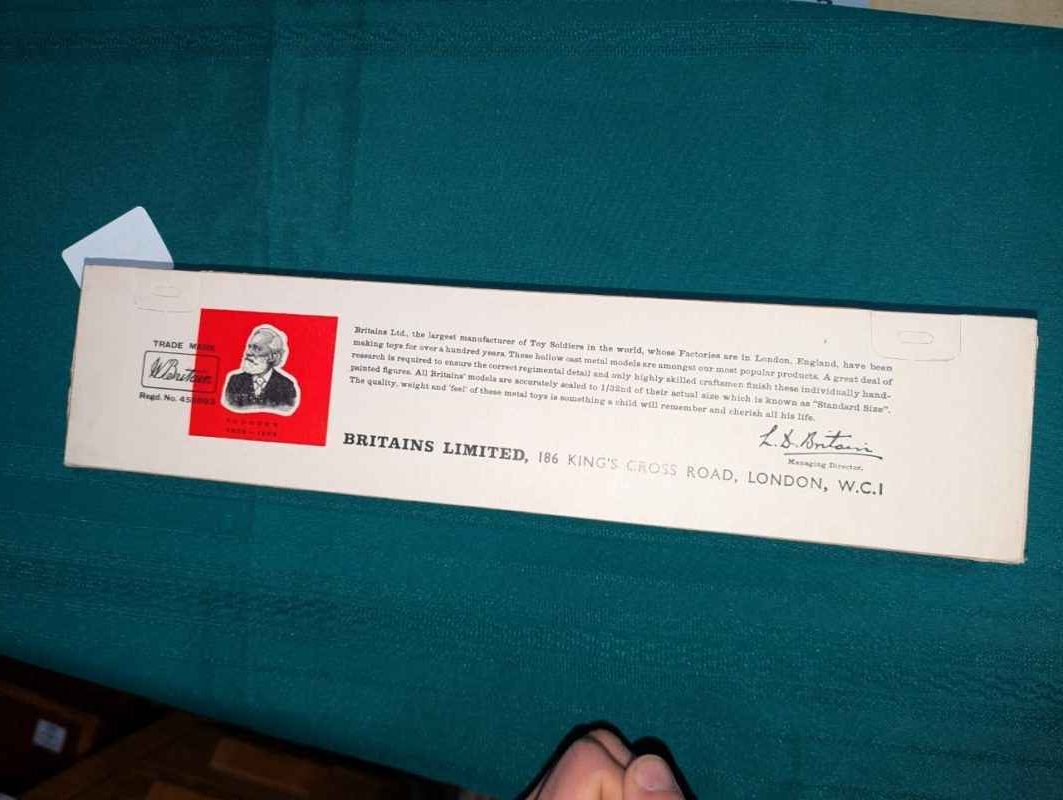 TRADE MARK
W Britain
Regd. No. 459993
FOUNDER
Britains Ltd., the largest manufacturer of Toy Soldiers in the world, whose Factories are in London, England, have been
making toys for over a hundred years. These hollow cast metal models are amongst our most popular products. A great deal of
research is required to ensure the correct regimental detail and only highly skilled craftsmen finish these individually hand-
painted figures. All Britains' models are accurately scaled to 1/32nd of their actual size which is known as "Standard Size".
The quality, weight and 'feel' of these metal toys is something a child will remember and cherish all his life.
L. D. Britain
Managing Director.
BRITAINS LIMITED, 186 KING'S CROSS ROAD, LONDON, W.C.1